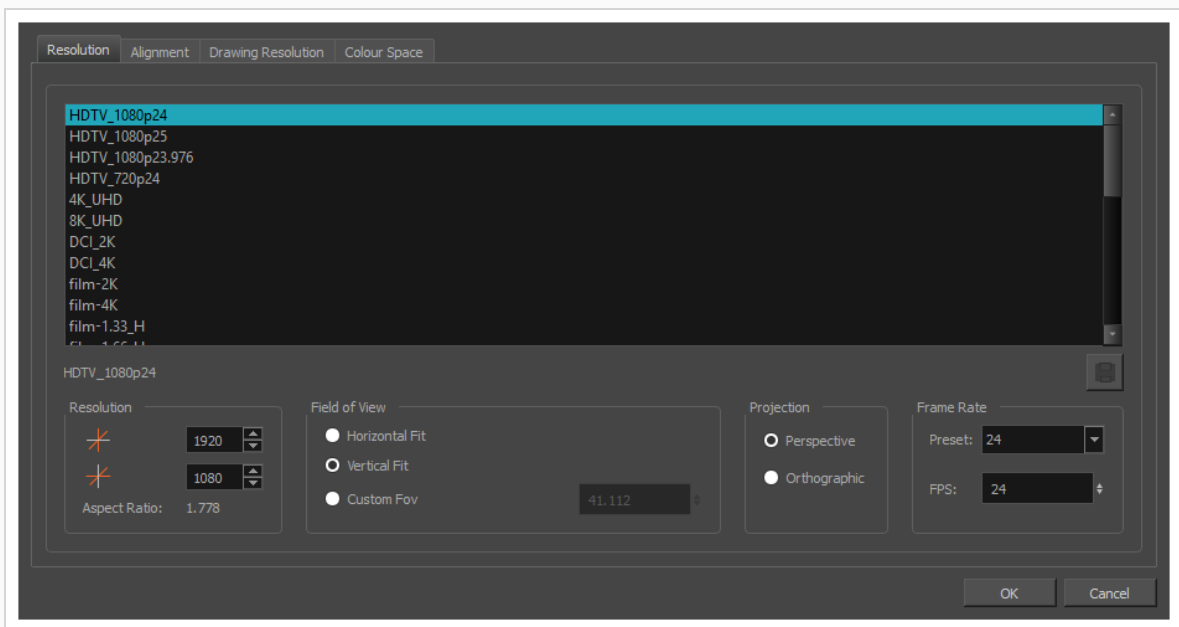 Resolution Alignment Drawing Resolution Colour Space
HDTV_1080p24
HDTV_1080p25
HDTV_1080p23.976
HDTV_720p24
4K_UHD
8K_UHD
DCI_2K
DCI_4K
film-2K
film-4K
film-1.33_H
HDTV_1080p24
Resolution
1920
1080
Aspect Ratio: 1.778
Field of View
Horizontal Fit
Vertical Fit
Custom Fov 41.112
Projection
Perspective
Orthographic
Frame Rate
Preset: 24
FPS: 24
OK Cancel